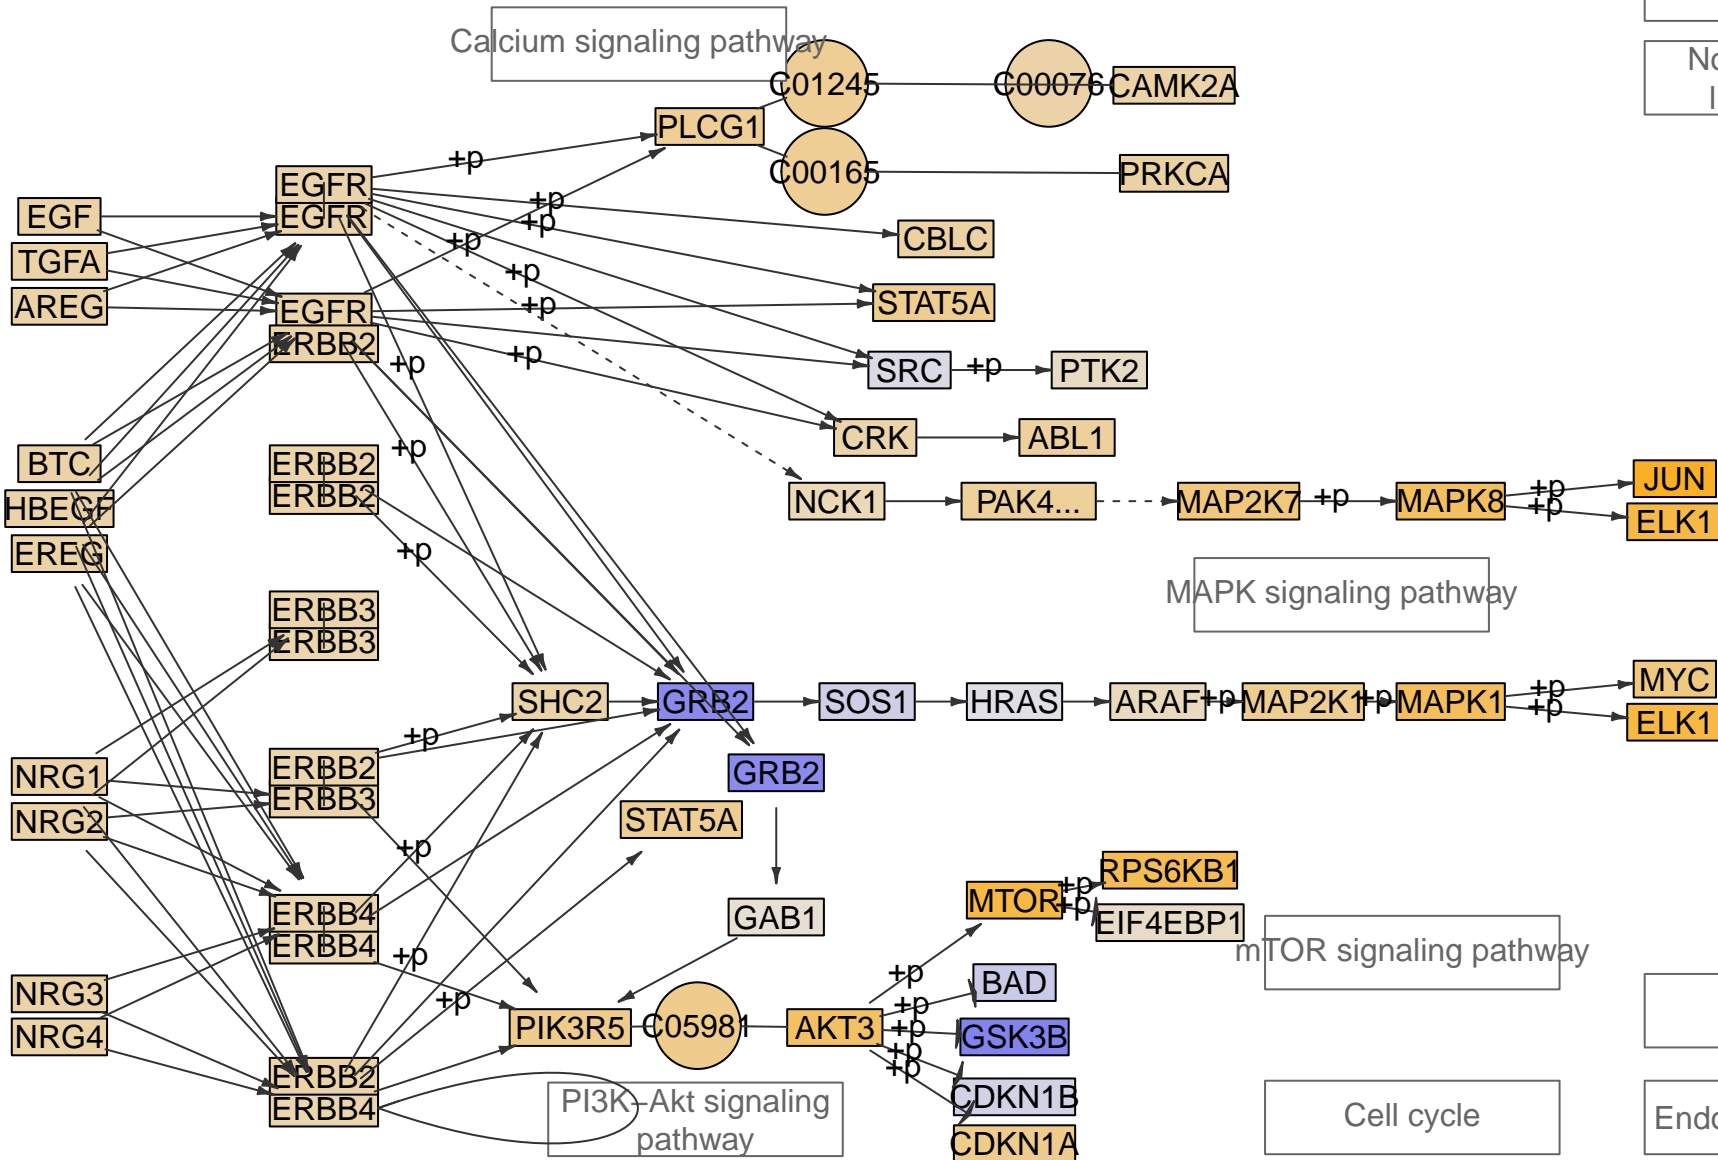 Calcium signaling pathway
C01245
C00076
CAMK2A
PLCG1
+p
C00165
PRKCA
EGFR
EGFR
EGF
TGFA
AREG
+p
+p
+p
CBLC
+p
STAT5A
+p
EGFR
ERBB2
+p
+p
SRC
+p
PTK2
CRK
ABL1
BTC
HBEGF
EREG
ERBB2
ERBB2
+p
+p
NCK1
PAK4...
MAP2K7
+p
MAPK8
+p
+p
JUN
ELK1
MAPK signaling pathway
ERBB3
ERBB3
SHC2
GRB2
SOS1
HRAS
ARAF
+p
MAP2K1
+p
MAPK1
+p
+p
MYC
ELK1
+p
ERBB2
ERBB3
NRG1
NRG2
GRB2
STAT5A
+p
GAB1
ERBB4
ERBB4
+p
+p
MTOR
+p
+p
RPS6KB1
EIF4EBP1
mTOR signaling pathway
NRG3
NRG4
PIK3R5
C05981
AKT3
+p
+p
+p
+p
+p
BAD
GSK3B
CDKN1B
CDKN1A
ERBB2
ERBB4
PI3K–Akt signaling
pathway
Cell cycle